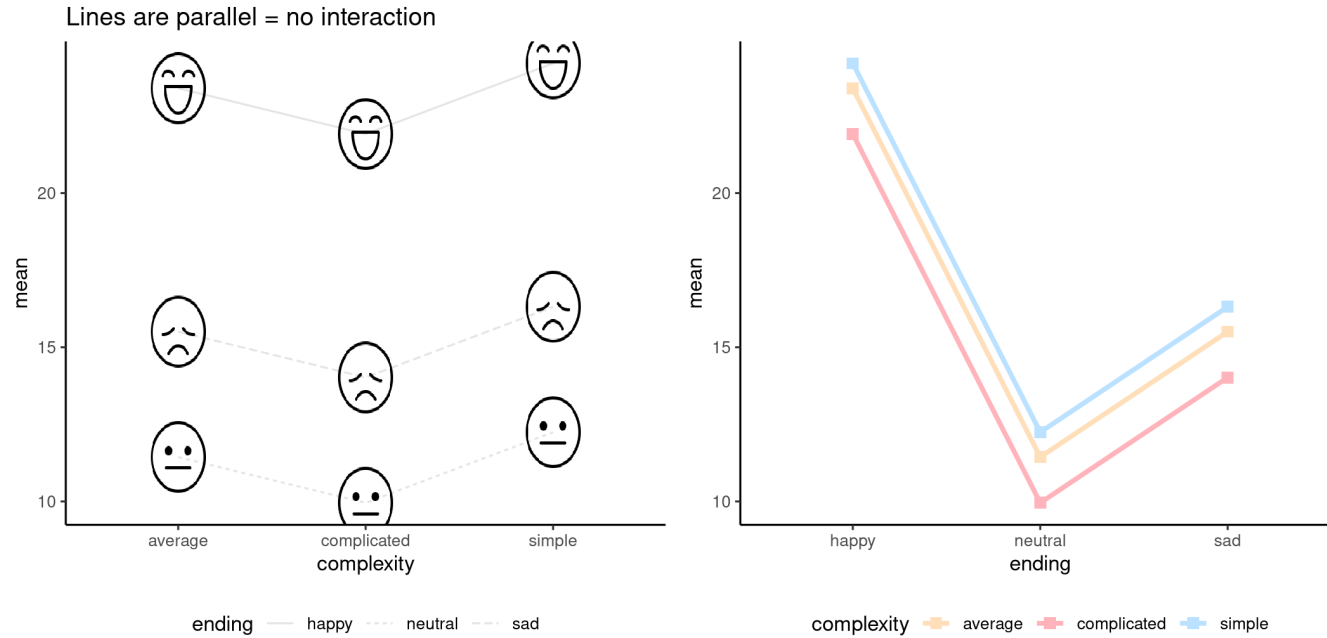 Lines are parallel = no interaction
mean
20
15
10
average complicated simple
complexity
ending happy neutral sad
mean
20
15
10
happy neutral sad
ending
complexity average complicated simple